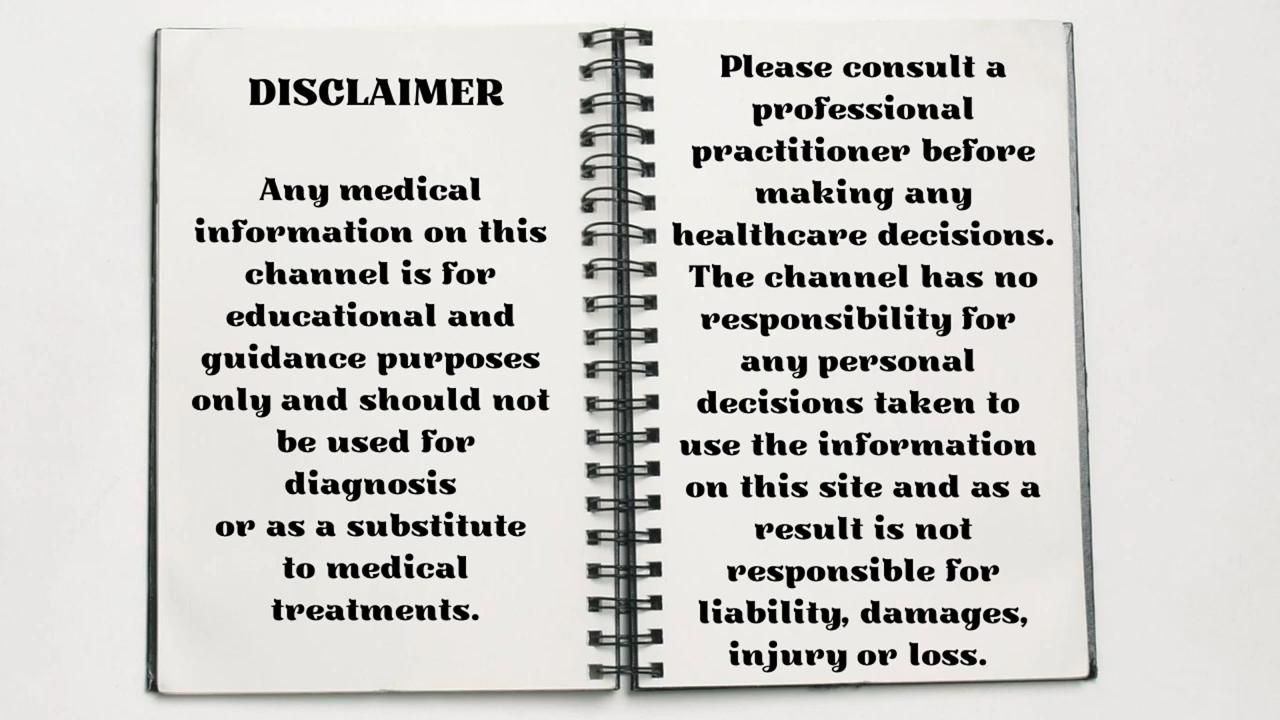 DISCLAIMER
Any medical
information on this
channel is for
educational and
guidance purposes
only and should not
be used for
diagnosis
or as a substitute
to medical
treatments.
Please consult a
professional
practitioner before
making any
healthcare decisions.
The channel has no
responsibility for
any personal
decisions taken to
use the information
on this site and as a
result is not
responsible for
liability, damages,
injury or loss.